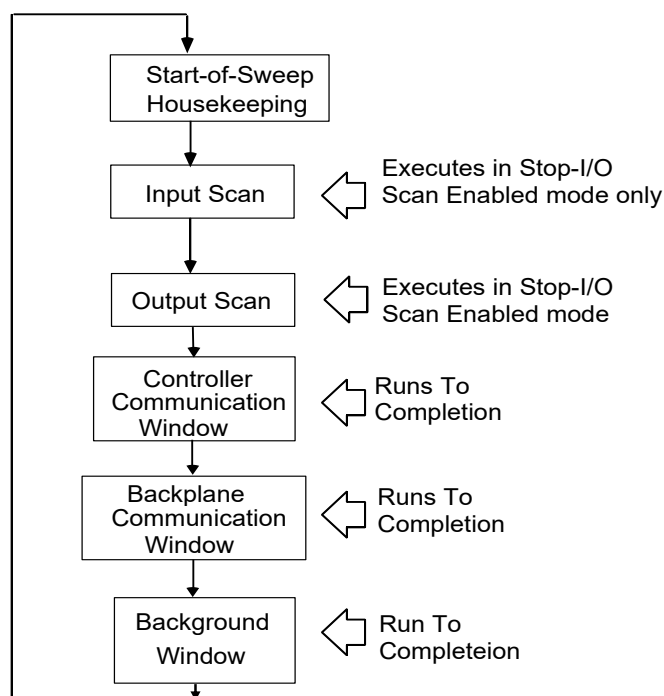 Start-of-Sweep
Housekeeping
Input Scan
Executes in Stop-I/O
Scan Enabled mode only
Output Scan
Executes in Stop-I/O
Scan Enabled mode
Controller
Communication
Window
Runs To
Completion
Backplane
Communication
Window
Runs To
Completion
Background
Window
Run To
Completeion